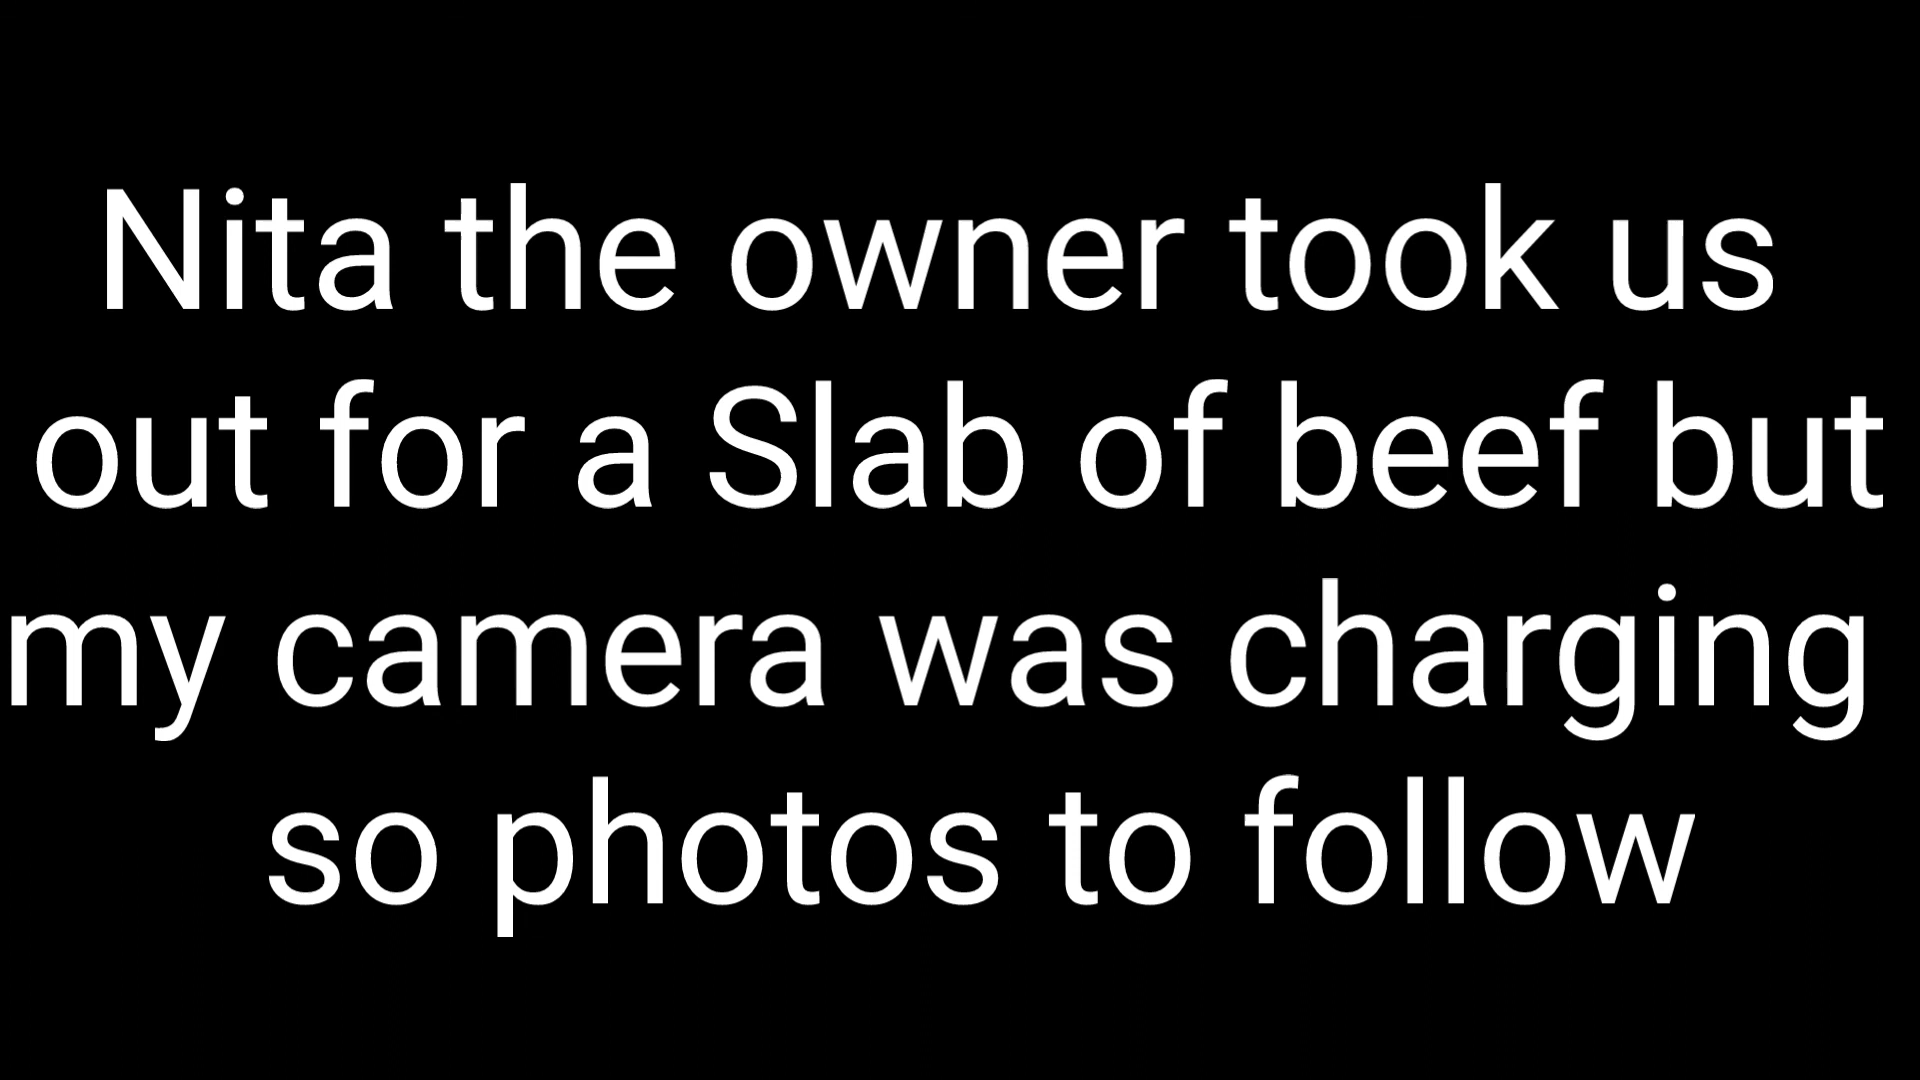 Nita the owner took us
out for a Slab of beef but
my camera was charging
so photos to follow